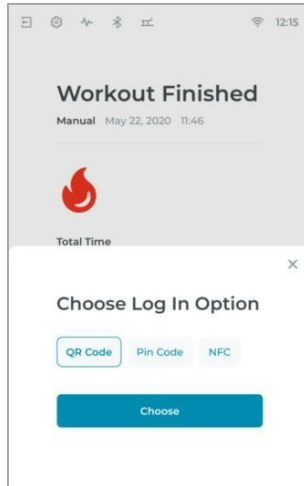 12:15
Workout Finished
Manual May 22, 2020 11:46
Total Time
Choose Log In Option
QR Code Pin Code NFC
Choose